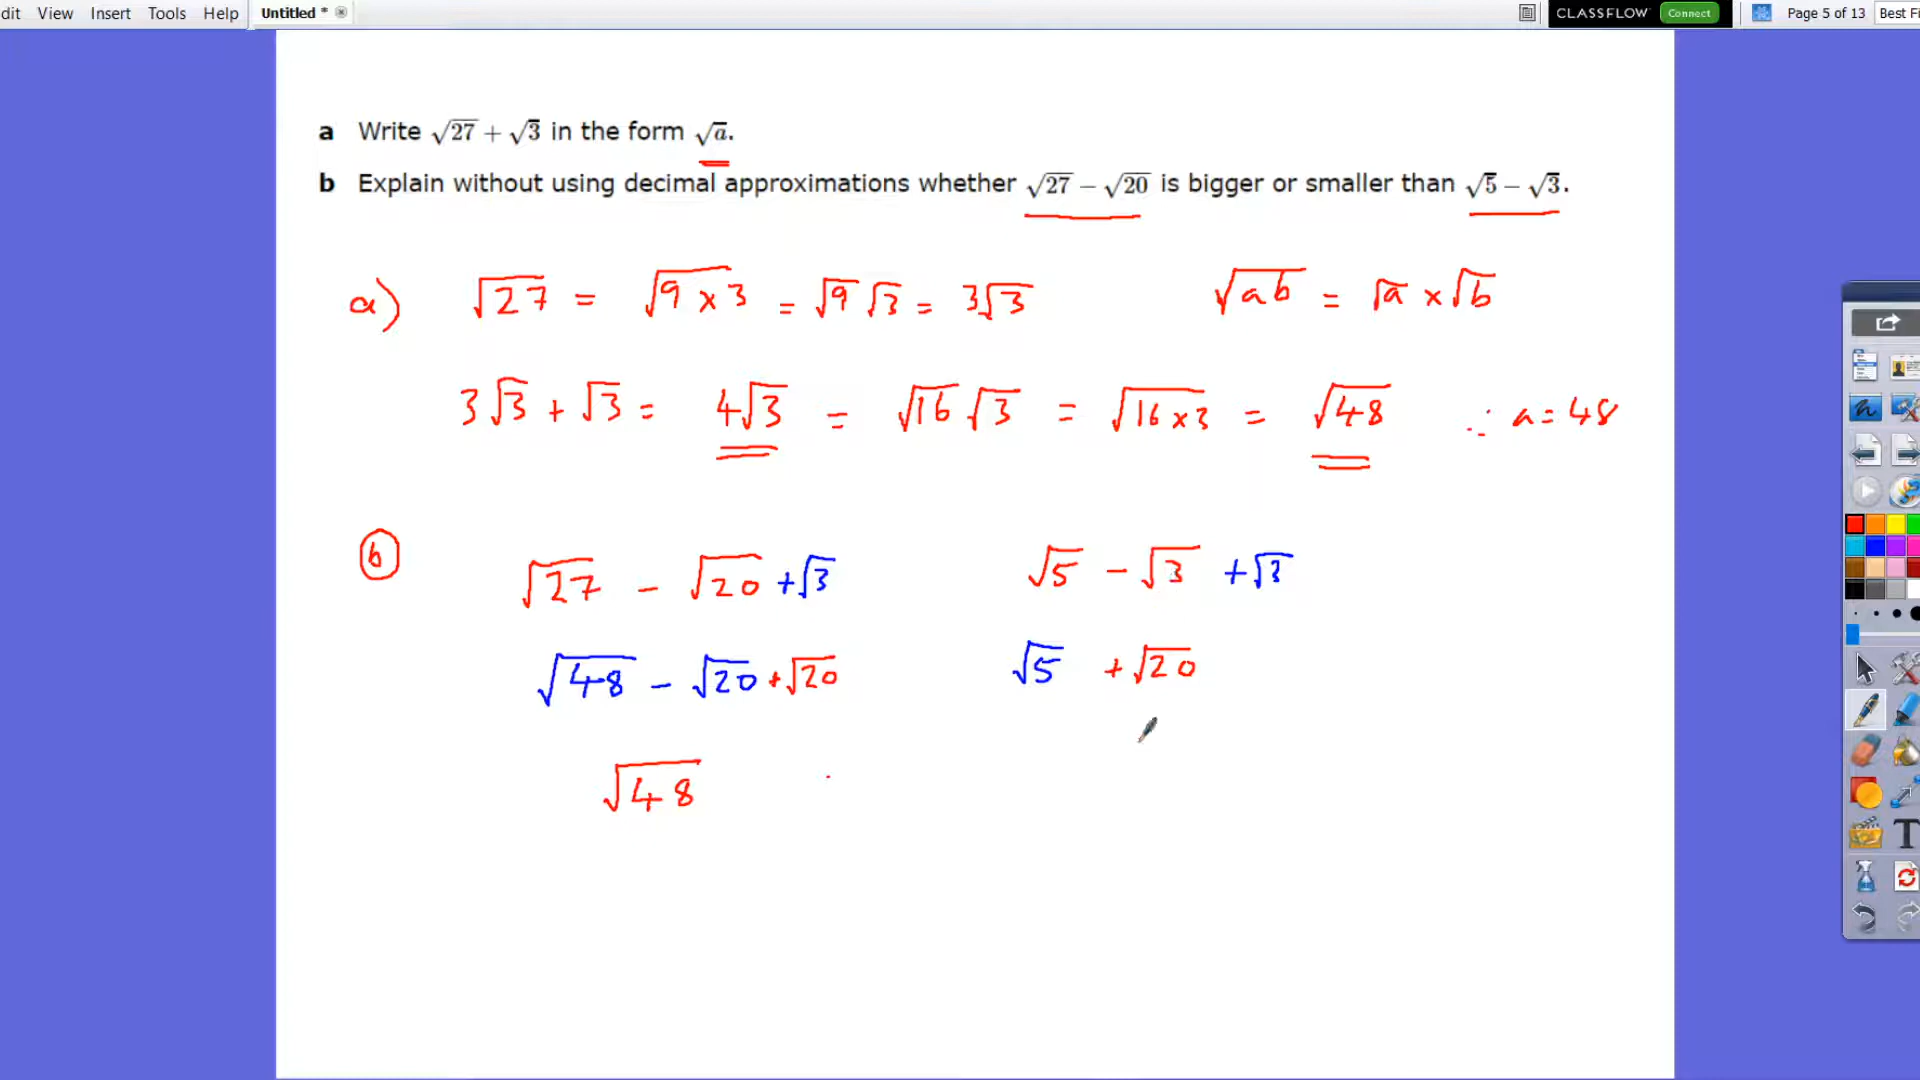 dit View Insert Tools Help Untitled * CLASSFLOW Connect Page 5 of 13 Best Fi
a Write √27 + √3 in the form √a.
b Explain without using decimal approximations whether √27 − √20 is bigger or smaller than √5 − √3.
a) √27 = √9 × 3 = √9 √3 = 3√3 √ab = √a × √b
3√3 + √3 = 4√3 = √16 √3 = √16 × 3 = √48 ∴ a = 48
b √27 − √20 + √3 √5 − √3 + √3
√48 − √20 + √20 √5 + √20
√48
T